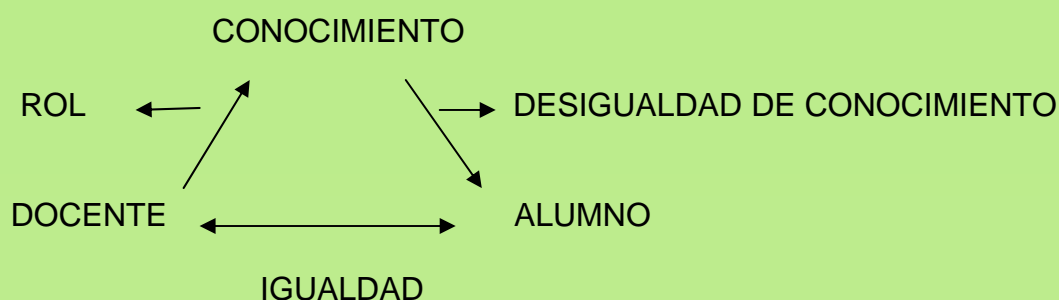 CONOCIMIENTO
ROL
DESIGUALDAD DE CONOCIMIENTO
DOCENTE
ALUMNO
IGUALDAD